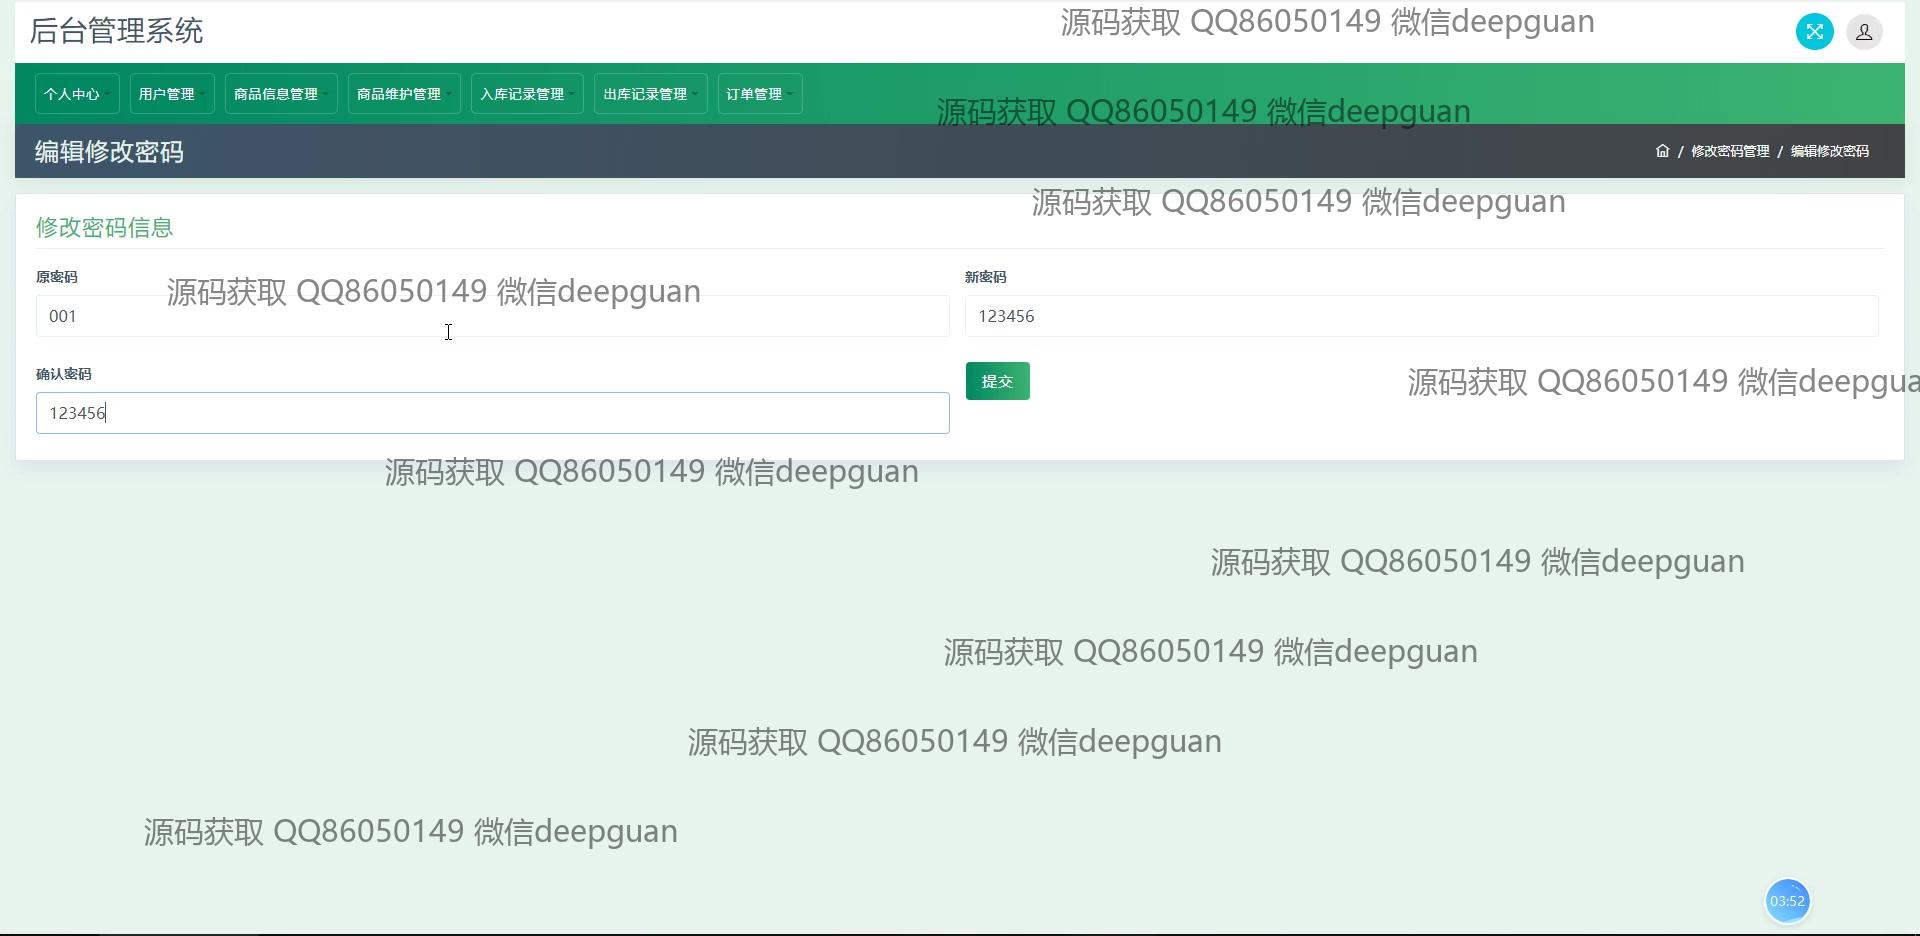 后台管理系统
源码获取 QQ86050149 微信deepguan
个人中心 用户管理 商品信息管理 商品维护管理 入库记录管理 出库记录管理 订单管理
源码获取 QQ86050149 微信deepguan
编辑修改密码
/ 修改密码管理 / 编辑修改密码
源码获取 QQ86050149 微信deepguan
修改密码信息
原密码
新密码
源码获取 QQ86050149 微信deepguan
001
123456
确认密码
提交
源码获取 QQ86050149 微信deepgua
123456
源码获取 QQ86050149 微信deepguan
源码获取 QQ86050149 微信deepguan
源码获取 QQ86050149 微信deepguan
源码获取 QQ86050149 微信deepguan
源码获取 QQ86050149 微信deepguan
03:52